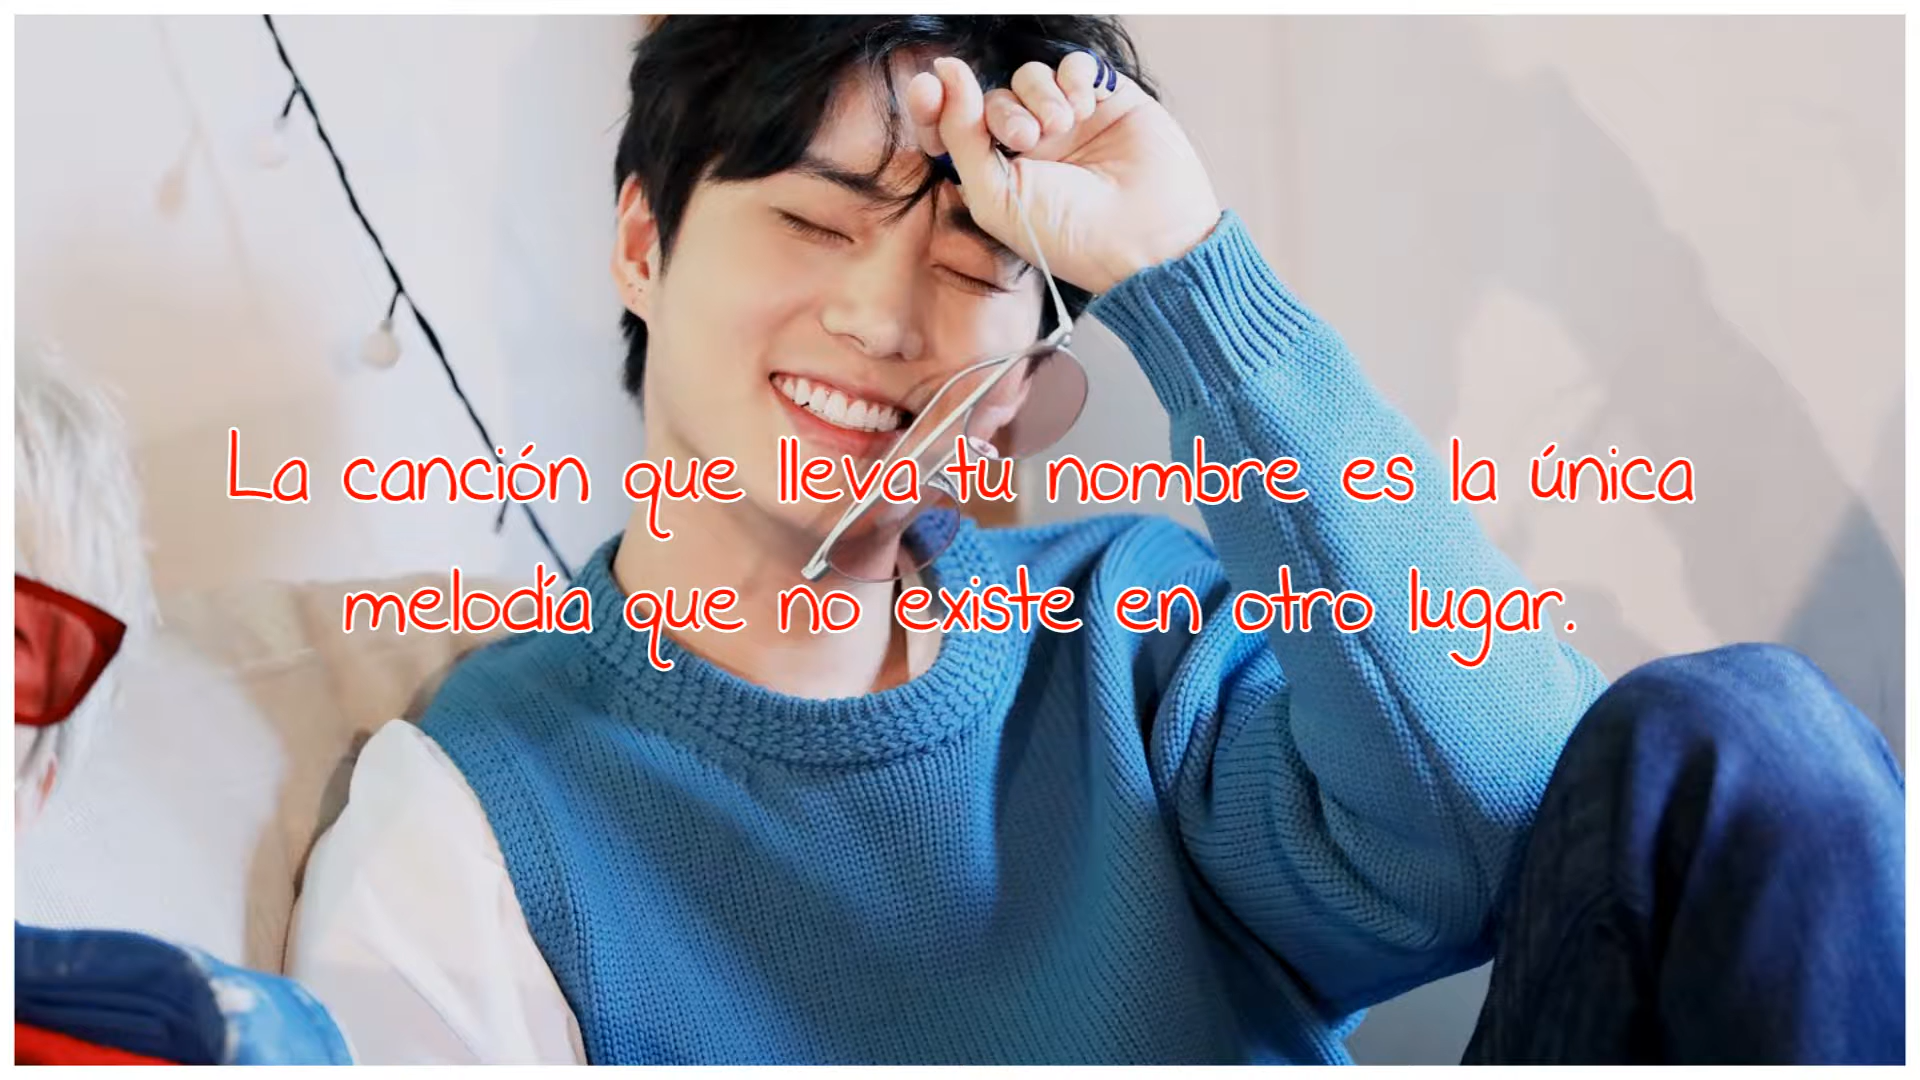 La canción que lleva tu nombre es la única
melodía que no existe en otro lugar.